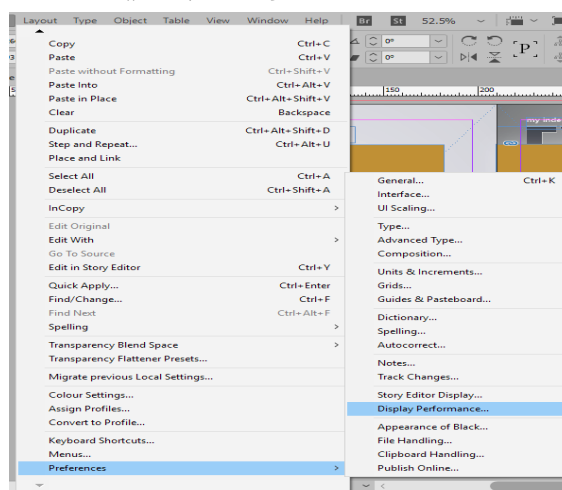 Layout Type Object Table View Window Help Br St 52.5%
Copy Ctrl+C
Paste Ctrl+V
Paste without Formatting Ctrl+Shift+V
Paste Into Ctrl+Alt+V
Paste in Place Ctrl+Alt+Shift+V
Clear Backspace
Duplicate Ctrl+Alt+Shift+D
Step and Repeat... Ctrl+Alt+U
Place and Link
Select All Ctrl+A
Deselect All Ctrl+Shift+A
InCopy
Edit Original
Edit With
Go To Source
Edit in Story Editor Ctrl+Y
Quick Apply... Ctrl+Enter
Find/Change... Ctrl+F
Find Next Ctrl+Alt+F
Spelling
Transparency Blend Space
Transparency Flattener Presets...
Migrate previous Local Settings...
Colour Settings...
Assign Profiles...
Convert to Profile...
Keyboard Shortcuts...
Menus...
Preferences
0°
0°
P
150 200
my inde
General... Ctrl+K
Interface...
UI Scaling...
Type...
Advanced Type...
Composition...
Units & Increments...
Grids...
Guides & Pasteboard...
Dictionary...
Spelling...
Autocorrect...
Notes...
Track Changes...
Story Editor Display...
Display Performance...
Appearance of Black...
File Handling...
Clipboard Handling...
Publish Online...